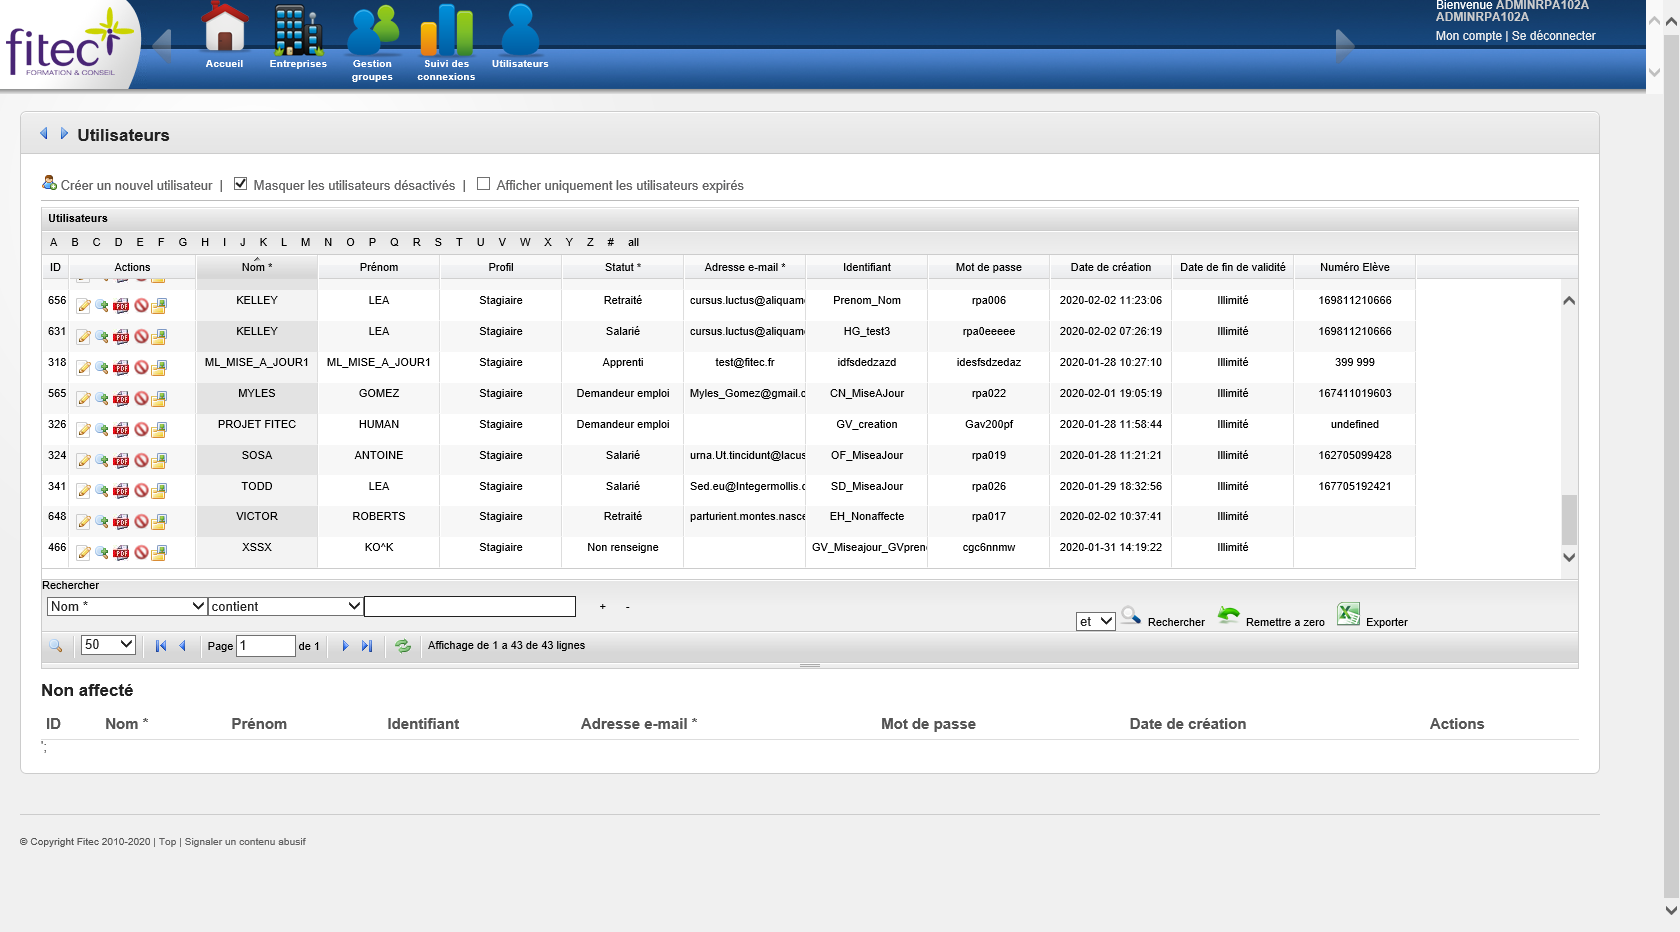 fitec
FORMATION & CONSEIL
Accueil
Entreprises
Gestion groupes
Suivi des connexions
Utilisateurs
Bienvenue ADMINRPA102A
ADMINRPA102A
Mon compte | Se déconnecter
Utilisateurs
Créer un nouvel utilisateur | Masquer les utilisateurs désactivés | Afficher uniquement les utilisateurs expirés
Utilisateurs
A B C D E F G H I J K L M N O P Q R S T U V W X Y Z # all
ID Actions Nom * Prénom Profil Statut * Adresse e-mail * Identifiant Mot de passe Date de création Date de fin de validité Numéro Elève
656 KELLEY LEA Stagiaire Retraité cursus.luctus@aliquam Prenom_Nom rpa006 2020-02-02 11:23:06 Illimité 169811210666
631 KELLEY LEA Stagiaire Salarié cursus.luctus@aliquam HG_test3 rpa0eeeee 2020-02-02 07:26:19 Illimité 169811210666
318 ML_MISE_A_JOUR1 ML_MISE_A_JOUR1 Stagiaire Apprenti test@fitec.fr idfsdedzazd idesfsdzedaz 2020-01-28 10:27:10 Illimité 399 999
565 MYLES GOMEZ Stagiaire Demandeur emploi Myles_Gomez@gmail.c CN_MiseAJour rpa022 2020-02-01 19:05:19 Illimité 167411019603
326 PROJET FITEC HUMAN Stagiaire Demandeur emploi GV_creation Gav200pf 2020-01-28 11:58:44 Illimité undefined
324 SOSA ANTOINE Stagiaire Salarié urna.Ut.tincidunt@lacus OF_MiseaJour rpa019 2020-01-28 11:21:21 Illimité 162705099428
341 TODD LEA Stagiaire Salarié Sed.eu@Integermollis.c SD_MiseaJour rpa026 2020-01-29 18:32:56 Illimité 167705192421
648 VICTOR ROBERTS Stagiaire Retraité parturient.montes.nasce EH_Nonaffecte rpa017 2020-02-02 10:37:41 Illimité
466 XSSX KO^K Stagiaire Non renseigne GV_Miseajour_GVpren cgc6nnmw 2020-01-31 14:19:22 Illimité
Rechercher
Nom * contient + - et Rechercher Remettre a zero Exporter
50 Page 1 de 1 Affichage de 1 a 43 de 43 lignes
Non affecté
ID Nom * Prénom Identifiant Adresse e-mail * Mot de passe Date de création Actions
';
© Copyright Fitec 2010-2020 | Top | Signaler un contenu abusif